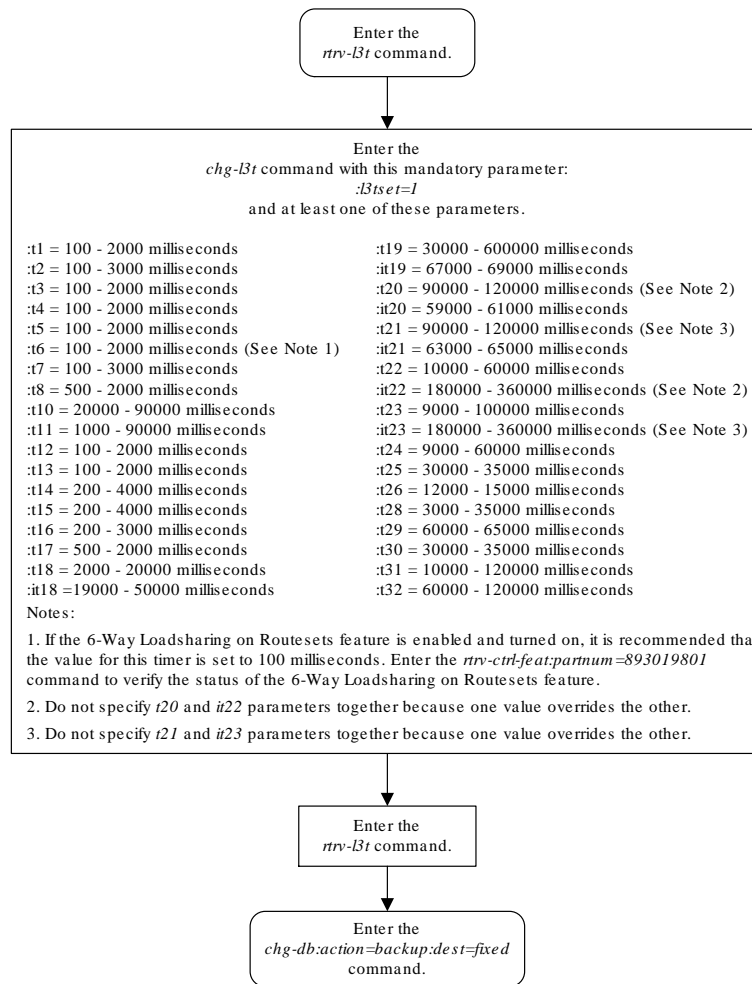 Enter the
rtrv-l3t command.
Enter the
chg-l3t command with this mandatory parameter:
:l3tset=1
and at least one of these parameters.
:t1 = 100 - 2000 milliseconds
:t2 = 100 - 3000 milliseconds
:t3 = 100 - 2000 milliseconds
:t4 = 100 - 2000 milliseconds
:t5 = 100 - 2000 milliseconds
:t6 = 100 - 2000 milliseconds (See Note 1)
:t7 = 100 - 3000 milliseconds
:t8 = 500 - 2000 milliseconds
:t10 = 20000 - 90000 milliseconds
:t11 = 1000 - 90000 milliseconds
:t12 = 100 - 2000 milliseconds
:t13 = 100 - 2000 milliseconds
:t14 = 200 - 4000 milliseconds
:t15 = 200 - 4000 milliseconds
:t16 = 200 - 3000 milliseconds
:t17 = 500 - 2000 milliseconds
:t18 = 2000 - 20000 milliseconds
:it18 =19000 - 50000 milliseconds
:t19 = 30000 - 600000 milliseconds
:it19 = 67000 - 69000 milliseconds
:t20 = 90000 - 120000 milliseconds (See Note 2)
:it20 = 59000 - 61000 milliseconds
:t21 = 90000 - 120000 milliseconds (See Note 3)
:it21 = 63000 - 65000 milliseconds
:t22 = 10000 - 60000 milliseconds
:it22 = 180000 - 360000 milliseconds (See Note 2)
:t23 = 9000 - 100000 milliseconds
:it23 = 180000 - 360000 milliseconds (See Note 3)
:t24 = 9000 - 60000 milliseconds
:t25 = 30000 - 35000 milliseconds
:t26 = 12000 - 15000 milliseconds
:t28 = 3000 - 35000 milliseconds
:t29 = 60000 - 65000 milliseconds
:t30 = 30000 - 35000 milliseconds
:t31 = 10000 - 120000 milliseconds
:t32 = 60000 - 120000 milliseconds
Notes:
1. If the 6-Way Loadsharing on Routesets feature is enabled and turned on, it is recommended tha
the value for this timer is set to 100 milliseconds. Enter the rtrv-ctrl-feat:partnum=893019801
command to verify the status of the 6-Way Loadsharing on Routesets feature.
2. Do not specify t20 and it22 parameters together because one value overrides the other.
3. Do not specify t21 and it23 parameters together because one value overrides the other.
Enter the
rtrv-l3t command.
Enter the
chg-db:action=backup:dest=fixed
command.